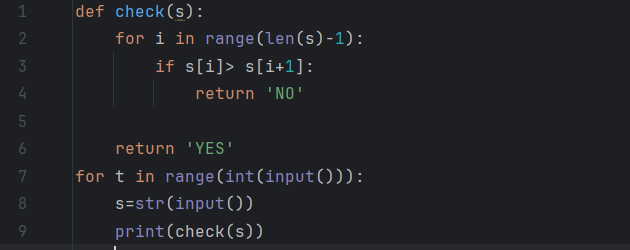 1 def check(s):
2     for i in range(len(s)-1):
3         if s[i]> s[i+1]:
4             return 'NO'
5
6     return 'YES'
7 for t in range(int(input())):
8     s=str(input())
9     print(check(s))